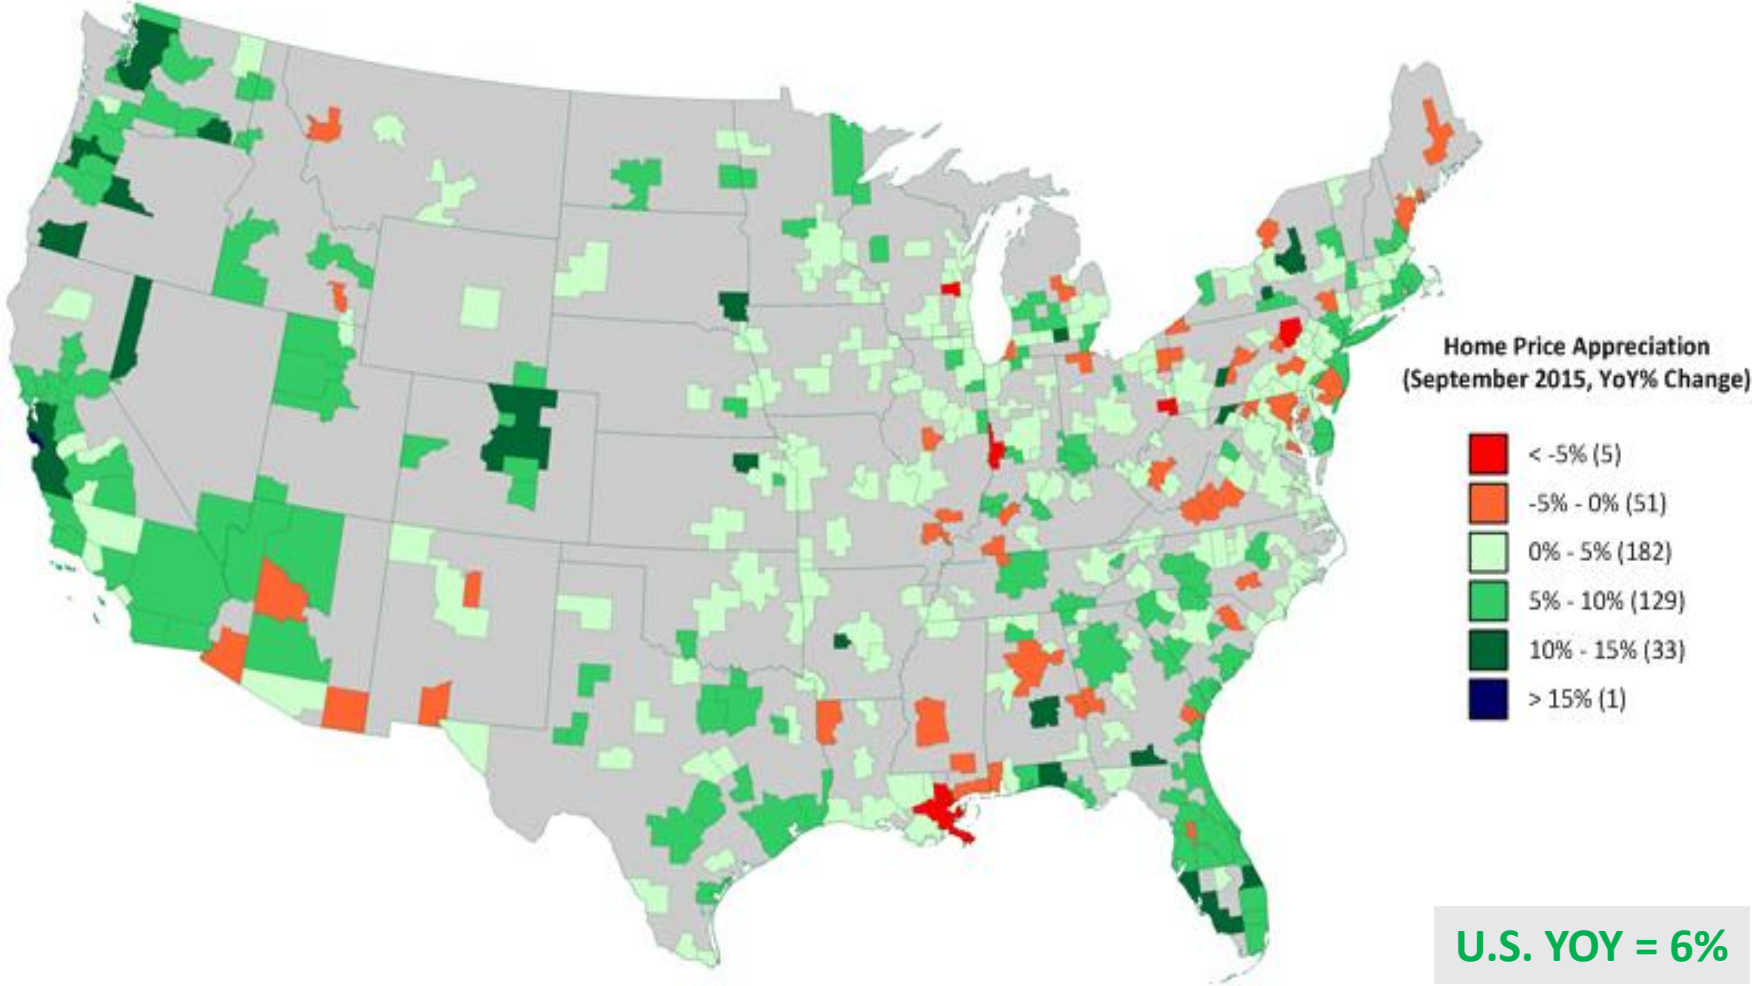 Home Price Appreciation
(September 2015, YoY% Change)
< -5% (5)
-5% - 0% (51)
0% - 5% (182)
5% - 10% (129)
10% - 15% (33)
> 15% (1)
U.S. YOY = 6%